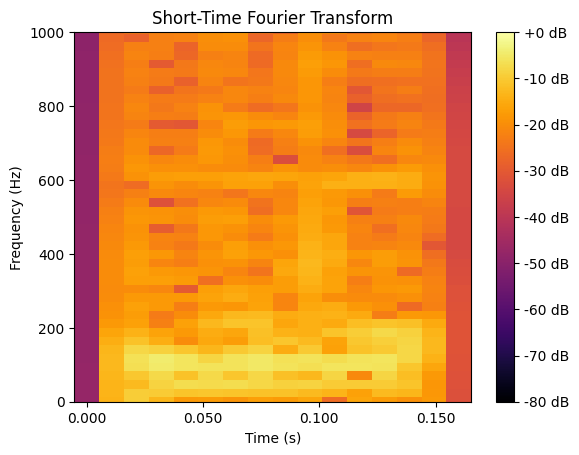 Short-Time Fourier Transform
1000
800
600
400
200
0
Frequency (Hz)
0.000
0.050
0.100
0.150
Time (s)
+0 dB
-10 dB
-20 dB
-30 dB
-40 dB
-50 dB
-60 dB
-70 dB
-80 dB